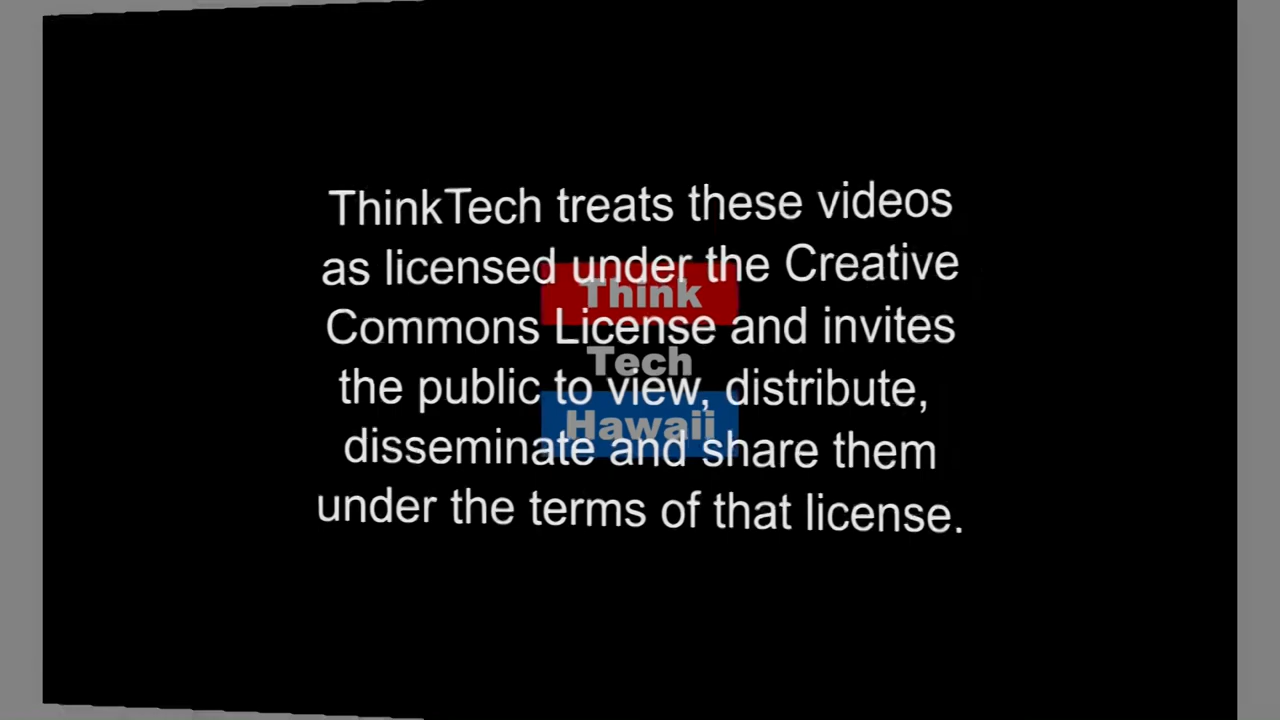 ThinkTech treats these videos
as licensed under the Creative
Commons License and invites
the public to view, distribute,
disseminate and share them
under the terms of that license.
Think
Tech
Hawaii